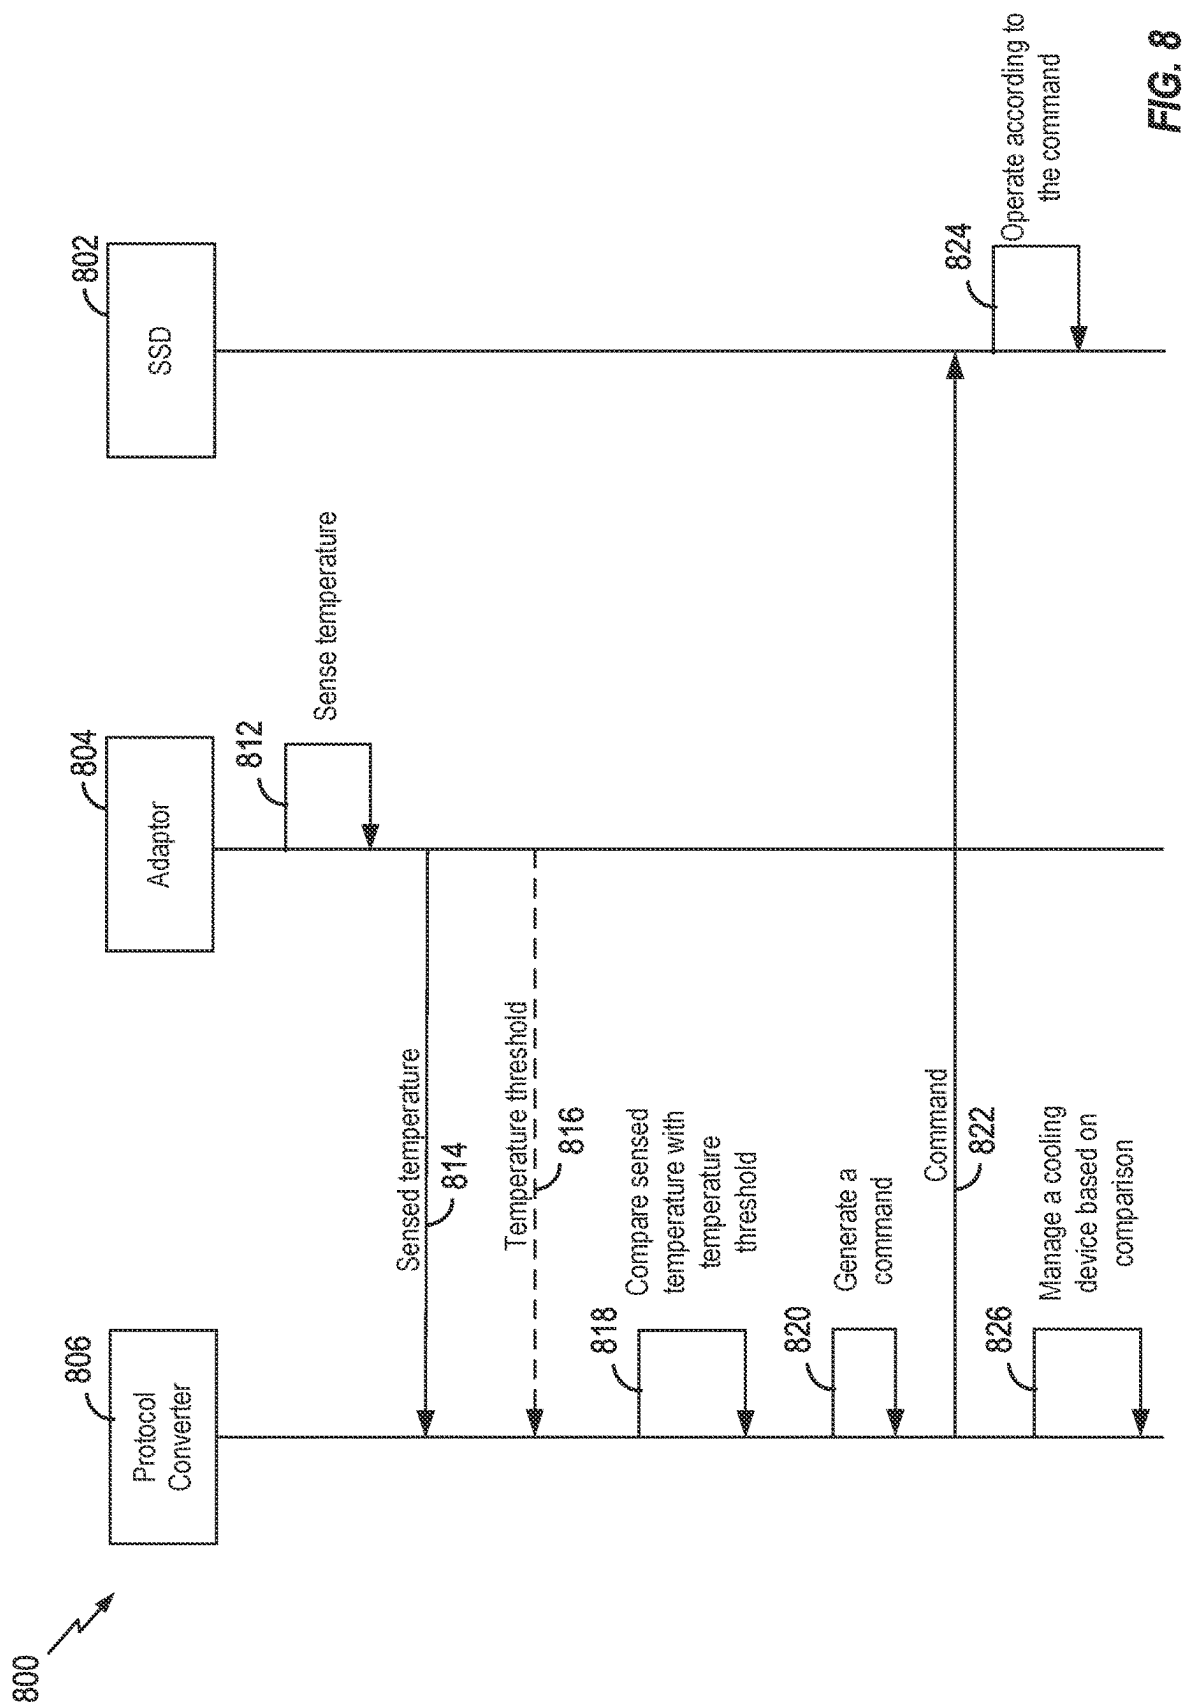 800
806
Protocol
Converter
804
Adaptor
802
SSD
812
Sense temperature
Sensed temperature
814
Temperature threshold
816
818
Compare sensed
temperature with
temperature
threshold
820
Generate a
command
Command
822
824
Operate according to
the command
826
Manage a cooling
device based on
comparison
FIG. 8